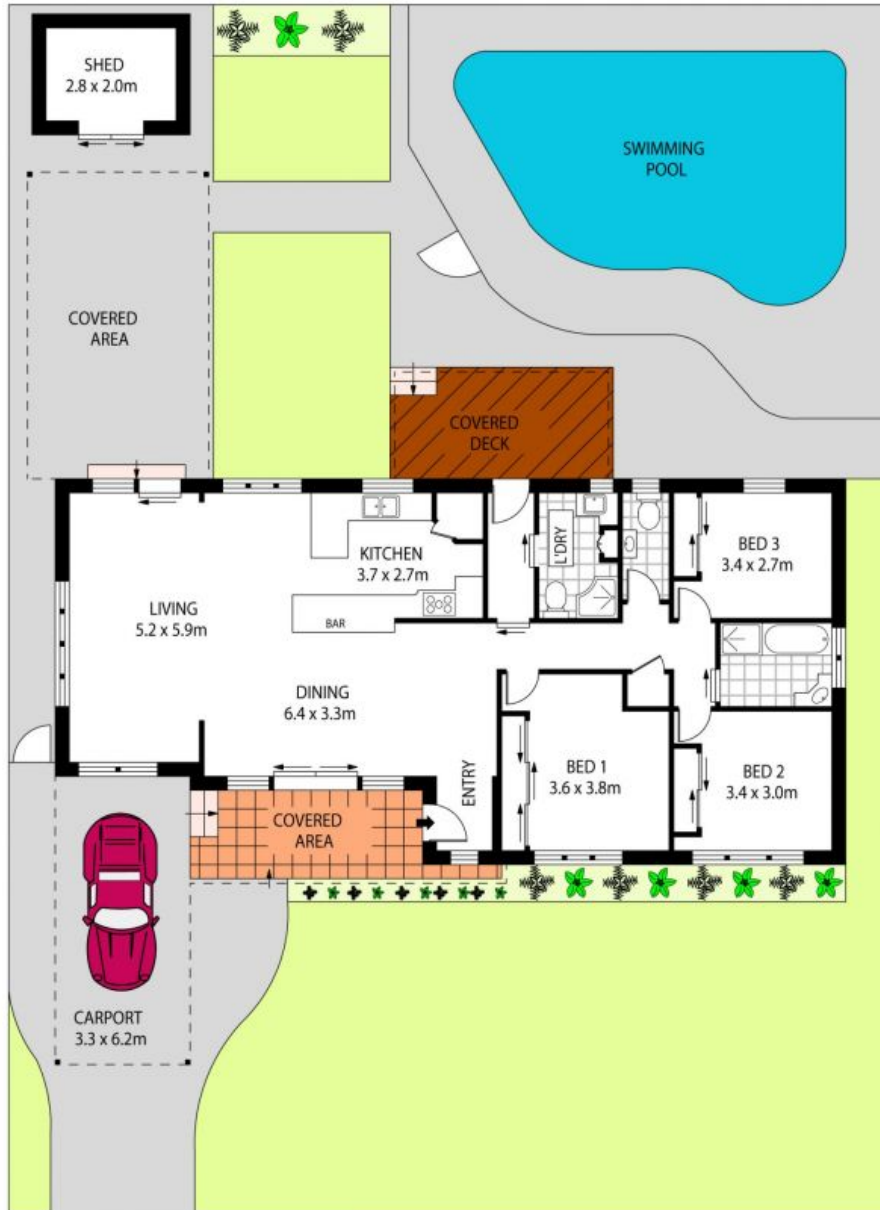 SHED
2.8 x 2.0m
SWIMMING
POOL
COVERED
AREA
COVERED
DECK
KITCHEN
3.7 x 2.7m
L'DRY
BED 3
3.4 x 2.7m
LIVING
5.2 x 5.9m
BAR
DINING
6.4 x 3.3m
ENTRY
BED 1
3.6 x 3.8m
BED 2
3.4 x 3.0m
COVERED
AREA
CARPORT
3.3 x 6.2m